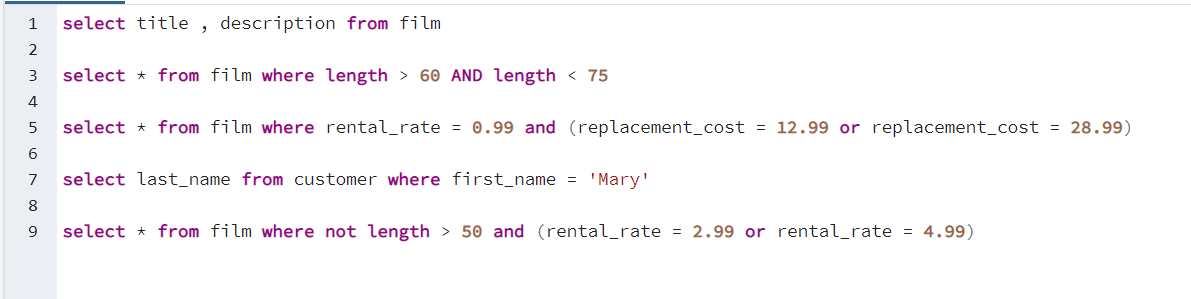 1 select title , description from film
2
3 select * from film where length > 60 AND length < 75
4
5 select * from film where rental_rate = 0.99 and (replacement_cost = 12.99 or replacement_cost = 28.99)
6
7 select last_name from customer where first_name = 'Mary'
8
9 select * from film where not length > 50 and (rental_rate = 2.99 or rental_rate = 4.99)